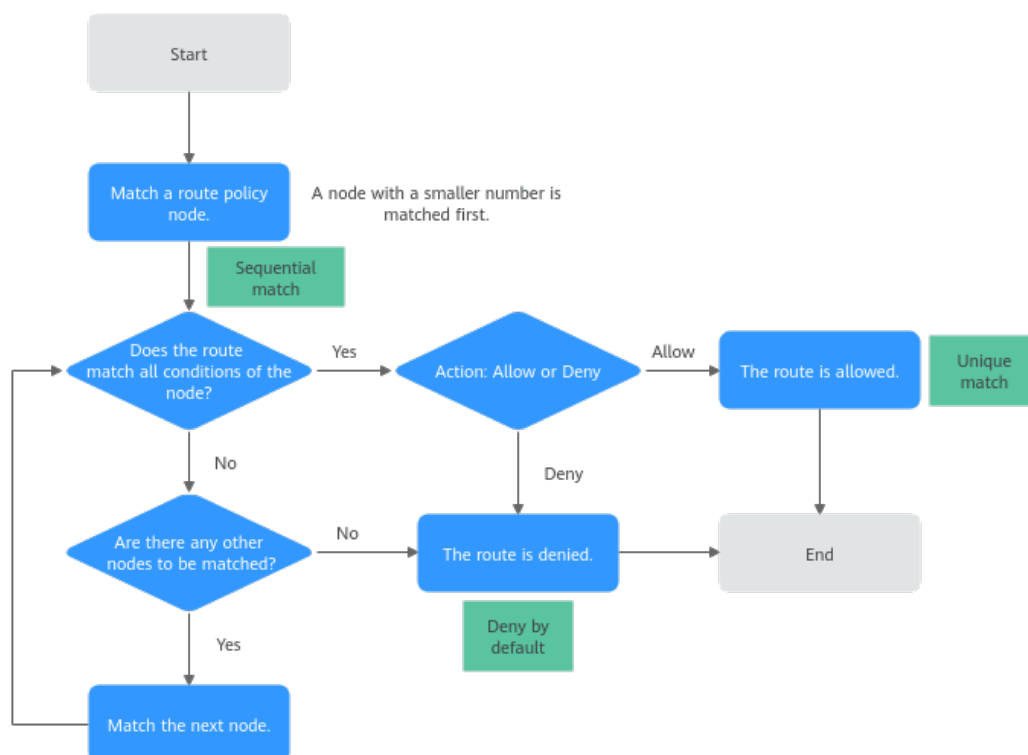 Start
Match a route policy
node.
A node with a smaller number is
matched first.
Sequential
match
Does the route
match all conditions of the
node?
Yes
Action: Allow or Deny
Allow
The route is allowed.
Unique
match
No
Deny
Are there any other
nodes to be matched?
No
The route is denied.
End
Deny by
default
Yes
Match the next node.